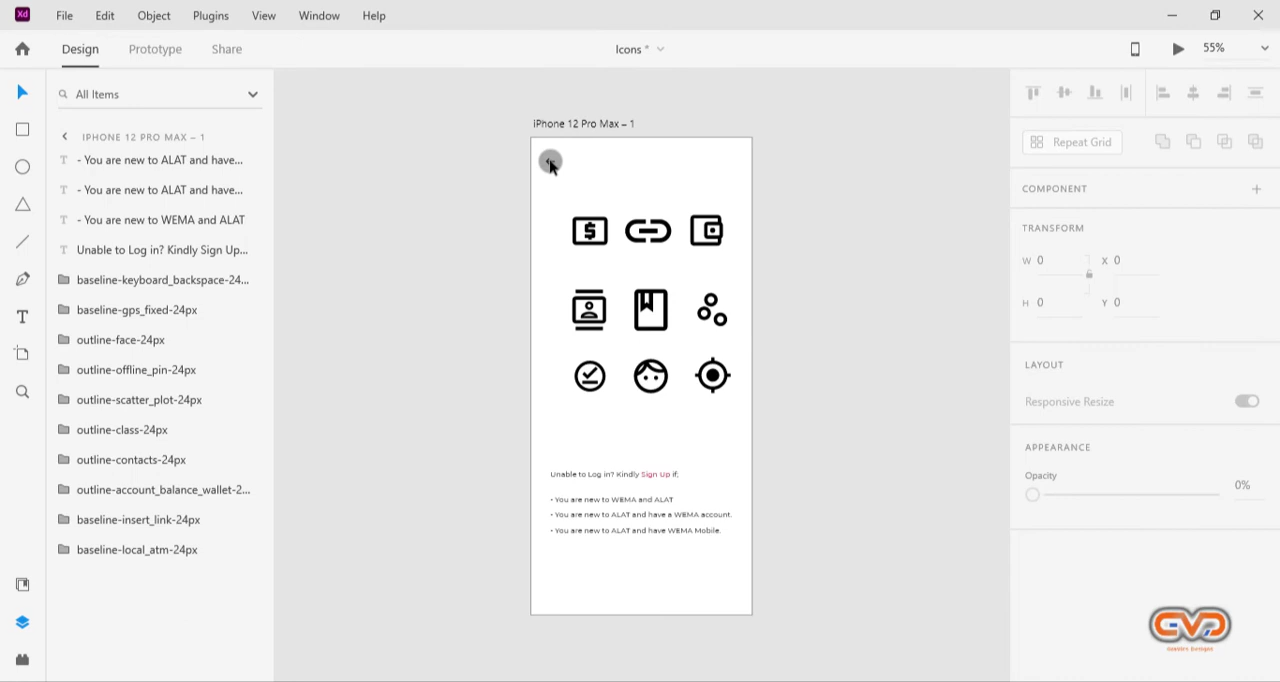 Xd File Edit Object Plugins View Window Help
Design Prototype Share Icons * 55%
All Items
IPHONE 12 PRO MAX – 1
T - You are new to ALAT and have...
T - You are new to ALAT and have...
T - You are new to WEMA and ALAT
T Unable to Log in? Kindly Sign Up...
baseline-keyboard_backspace-24...
baseline-gps_fixed-24px
outline-face-24px
outline-offline_pin-24px
outline-scatter_plot-24px
outline-class-24px
outline-contacts-24px
outline-account_balance_wallet-2...
baseline-insert_link-24px
baseline-local_atm-24px
iPhone 12 Pro Max – 1
Unable to Log in? Kindly Sign Up if;
- You are new to WEMA and ALAT
- You are new to ALAT and have a WEMA account.
- You are new to ALAT and have WEMA Mobile.
Repeat Grid
COMPONENT
TRANSFORM
W 0 X 0
H 0 Y 0
LAYOUT
Responsive Resize
APPEARANCE
Opacity
0%